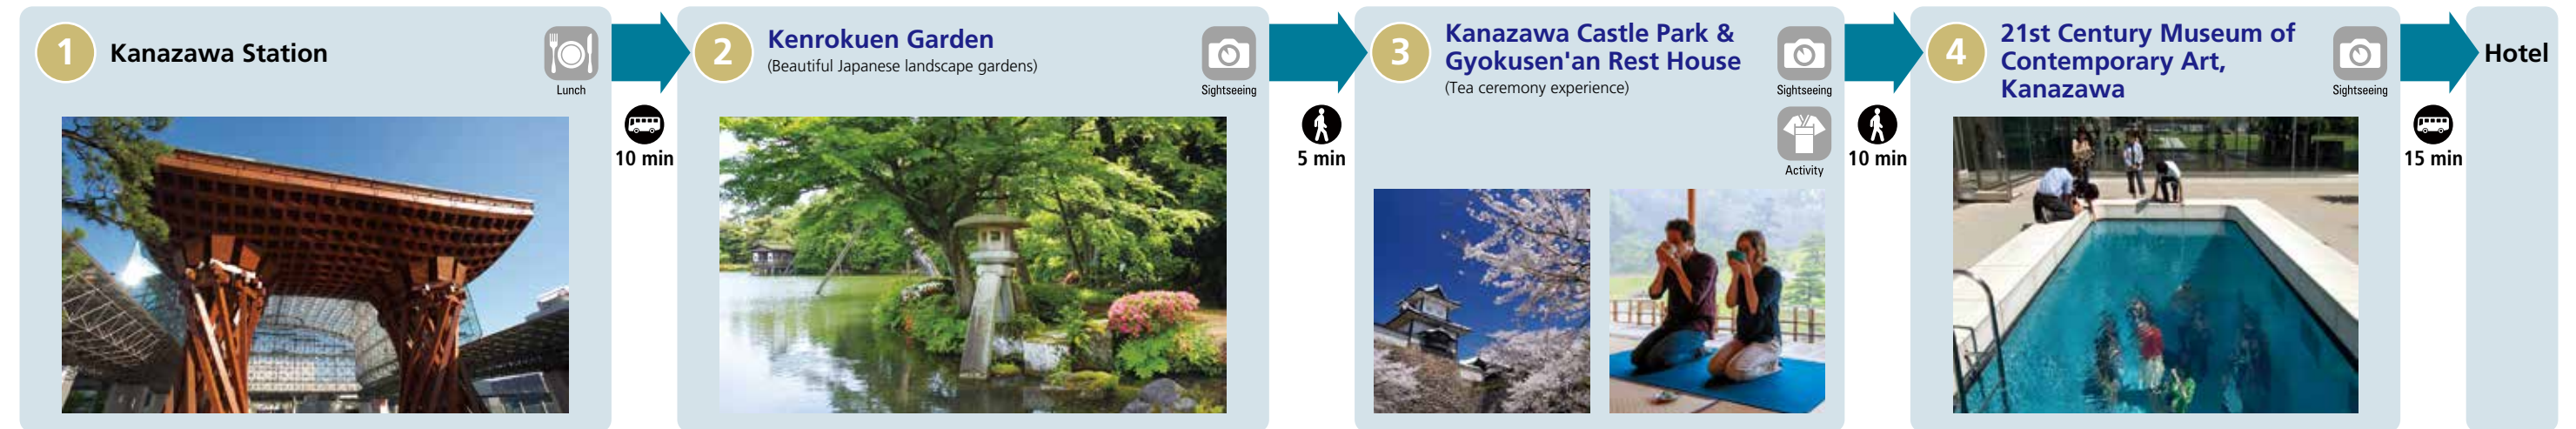 1
Kanazawa Station
Lunch
10 min
2
Kenrokuen Garden
(Beautiful Japanese landscape gardens)
Sightseeing
5 min
3
Kanazawa Castle Park &
Gyokusen'an Rest House
(Tea ceremony experience)
Sightseeing
Activity
10 min
4
21st Century Museum of
Contemporary Art,
Kanazawa
Sightseeing
15 min
Hotel